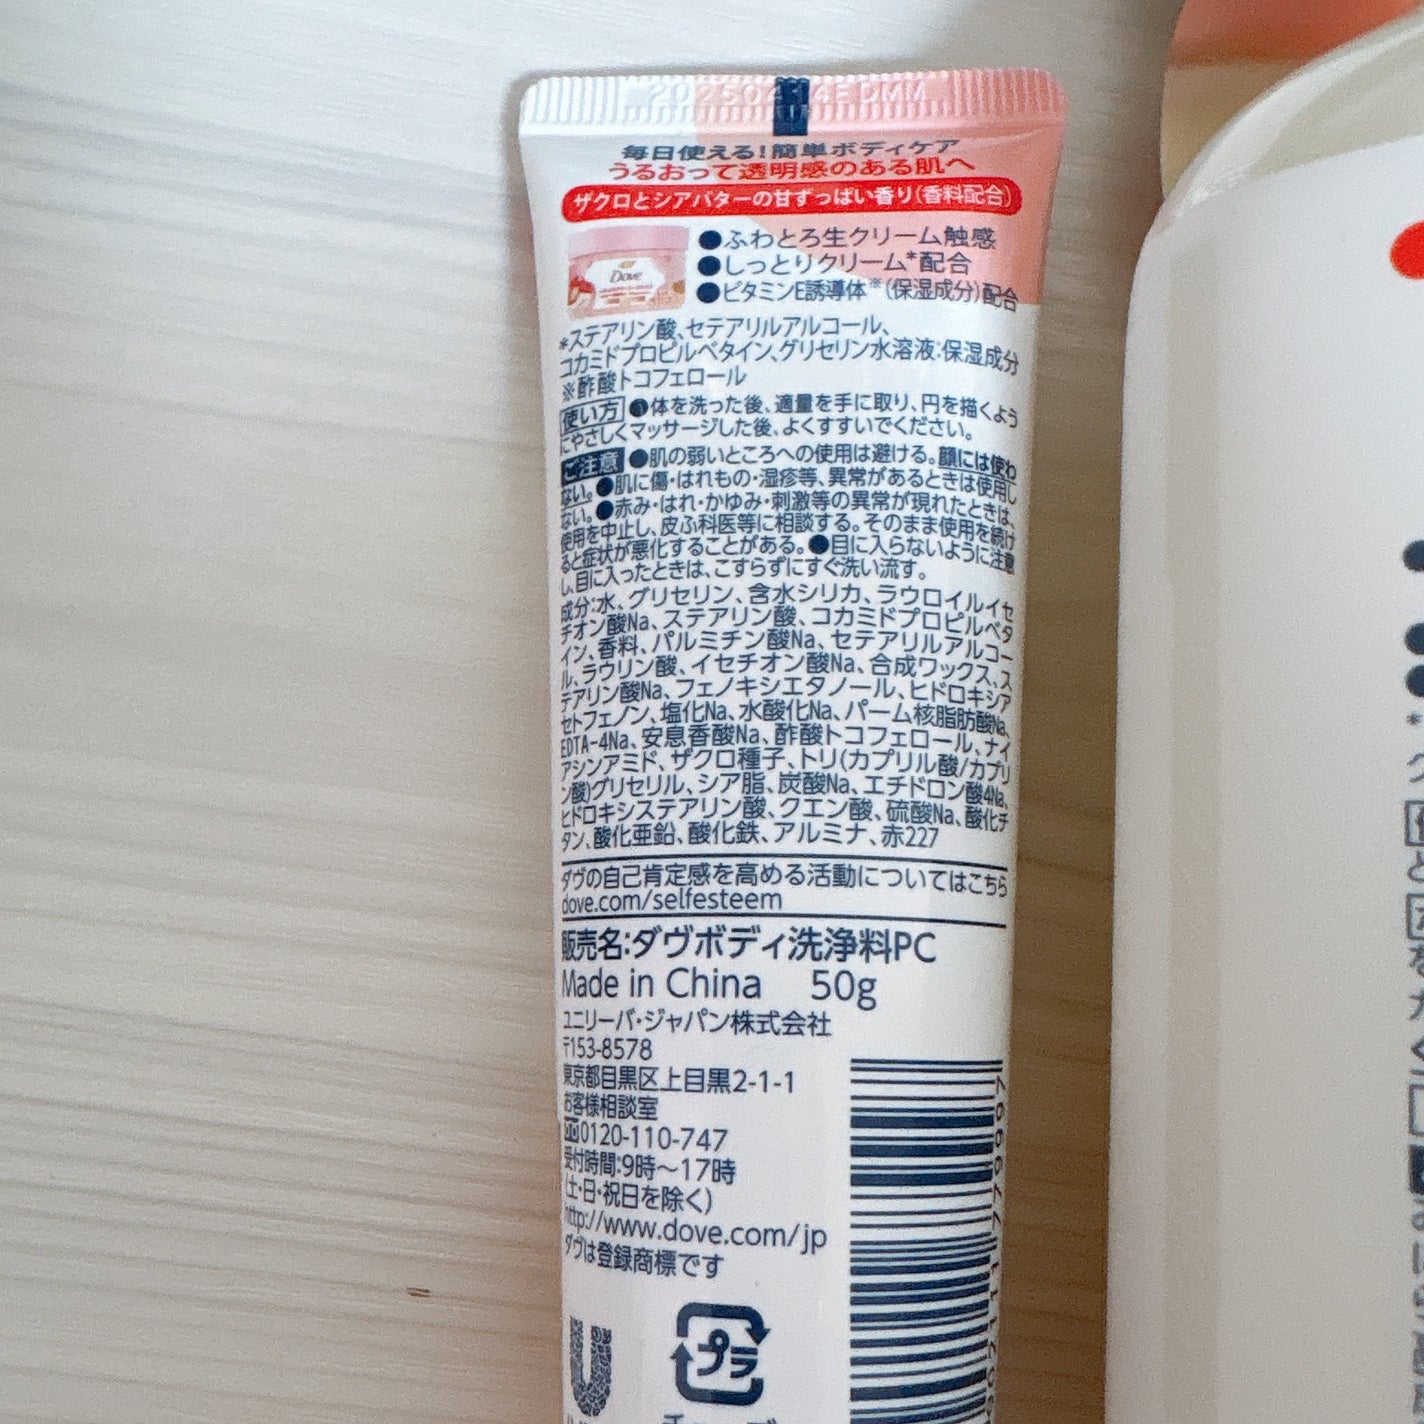 毎日使える!簡単ボディケア
うるおって透明感のある肌へ
ザクロとシアバターの甘ずっぱい香り(香料配合)
Dove
●ふわとろ生クリーム触感
●しっとりクリーム*配合
●ビタミンE誘導体※(保湿成分)配合
*ステアリン酸、セテアリルアルコール、
コカミドプロピルベタイン、グリセリン水溶液:保湿成分
※酢酸トコフェロール
使い方 ●体を洗った後、適量を手に取り、円を描くよう
にやさしくマッサージした後、よくすすいでください。
ご注意 ●肌の弱いところへの使用は避ける。顔には使わ
ない。●肌に傷・はれもの・湿疹等、異常があるときは使用し
ない。●赤み・はれ・かゆみ・刺激等の異常が現れたときは、
使用を中止し、皮ふ科医等に相談する。そのまま使用を続け
ると症状が悪化することがある。●目に入らないように注意
し、目に入ったときは、こすらずにすぐ洗い流す。
成分:水、グリセリン、含水シリカ、ラウロイルイセ
チオン酸Na、ステアリン酸、コカミドプロピルベタ
イン、香料、パルミチン酸Na、セテアリルアルコー
ル、ラウリン酸、イセチオン酸Na、合成ワックス、ス
テアリン酸Na、フェノキシエタノール、ヒドロキシア
セトフェノン、塩化Na、水酸化Na、パーム核脂肪酸Na、
EDTA-4Na、安息香酸Na、酢酸トコフェロール、ナイ
アシンアミド、ザクロ種子、トリ(カプリル酸/カプリ
ン酸)グリセリル、シア脂、炭酸Na、エチドロン酸4Na、
ヒドロキシステアリン酸、クエン酸、硫酸Na、酸化チ
タン、酸化亜鉛、酸化鉄、アルミナ、赤227
ダヴの自己肯定感を高める活動についてはこちら
dove.com/selfesteem
販売名:ダヴボディ洗浄料PC
Made in China 50g
ユニリーバ・ジャパン株式会社
〒153-8578
東京都目黒区上目黒2-1-1
お客様相談室
0120-110-747
受付時間:9時～17時
(土・日・祝日を除く)
http://www.dove.com/jp
ダヴは登録商標です
プラ